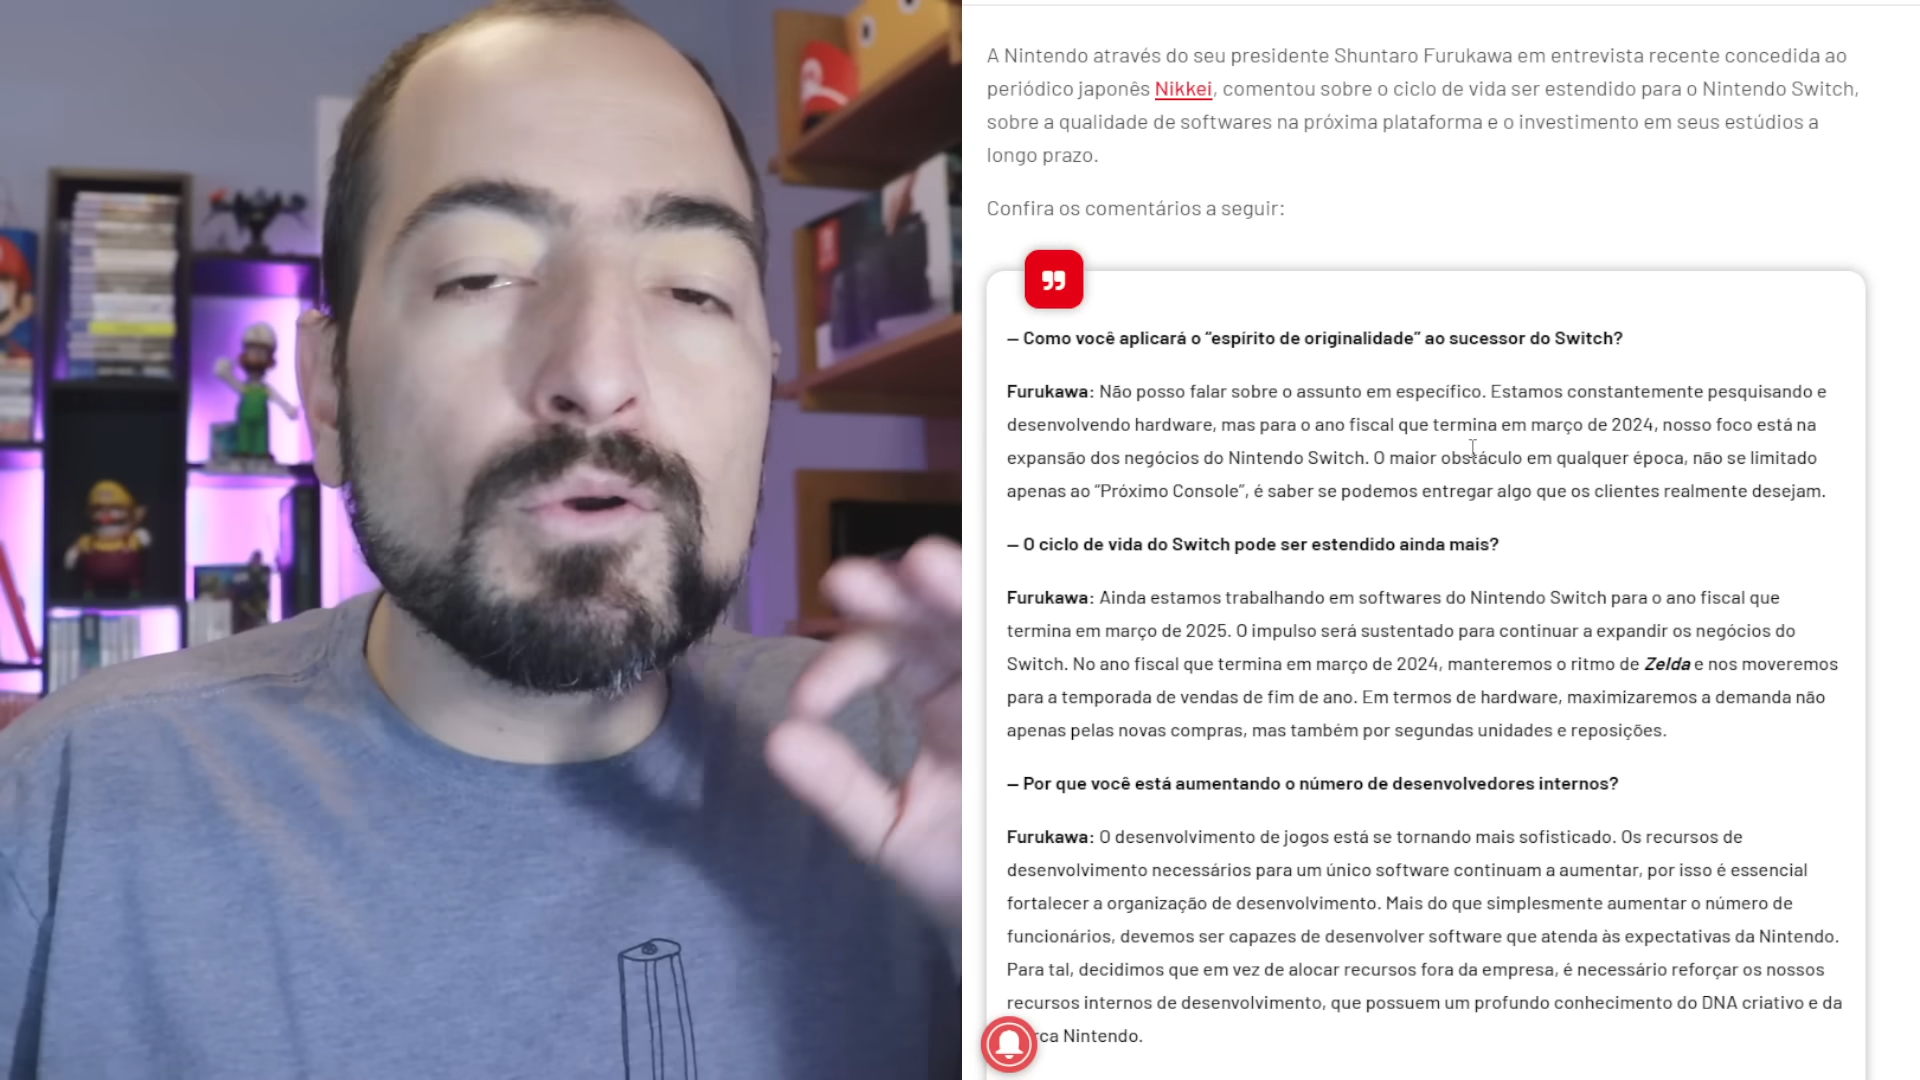 A Nintendo através do seu presidente Shuntaro Furukawa em entrevista recente concedida ao
periódico japonês Nikkei, comentou sobre o ciclo de vida ser estendido para o Nintendo Switch,
sobre a qualidade de softwares na próxima plataforma e o investimento em seus estúdios a
longo prazo.
Confira os comentários a seguir:
— Como você aplicará o “espírito de originalidade” ao sucessor do Switch?
Furukawa: Não posso falar sobre o assunto em específico. Estamos constantemente pesquisando e
desenvolvendo hardware, mas para o ano fiscal que termina em março de 2024, nosso foco está na
expansão dos negócios do Nintendo Switch. O maior obstáculo em qualquer época, não se limitado
apenas ao “Próximo Console”, é saber se podemos entregar algo que os clientes realmente desejam.
— O ciclo de vida do Switch pode ser estendido ainda mais?
Furukawa: Ainda estamos trabalhando em softwares do Nintendo Switch para o ano fiscal que
termina em março de 2025. O impulso será sustentado para continuar a expandir os negócios do
Switch. No ano fiscal que termina em março de 2024, manteremos o ritmo de Zelda e nos moveremos
para a temporada de vendas de fim de ano. Em termos de hardware, maximizaremos a demanda não
apenas pelas novas compras, mas também por segundas unidades e reposições.
— Por que você está aumentando o número de desenvolvedores internos?
Furukawa: O desenvolvimento de jogos está se tornando mais sofisticado. Os recursos de
desenvolvimento necessários para um único software continuam a aumentar, por isso é essencial
fortalecer a organização de desenvolvimento. Mais do que simplesmente aumentar o número de
funcionários, devemos ser capazes de desenvolver software que atenda às expectativas da Nintendo.
Para tal, decidimos que em vez de alocar recursos fora da empresa, é necessário reforçar os nossos
recursos internos de desenvolvimento, que possuem um profundo conhecimento do DNA criativo e da
rca Nintendo.